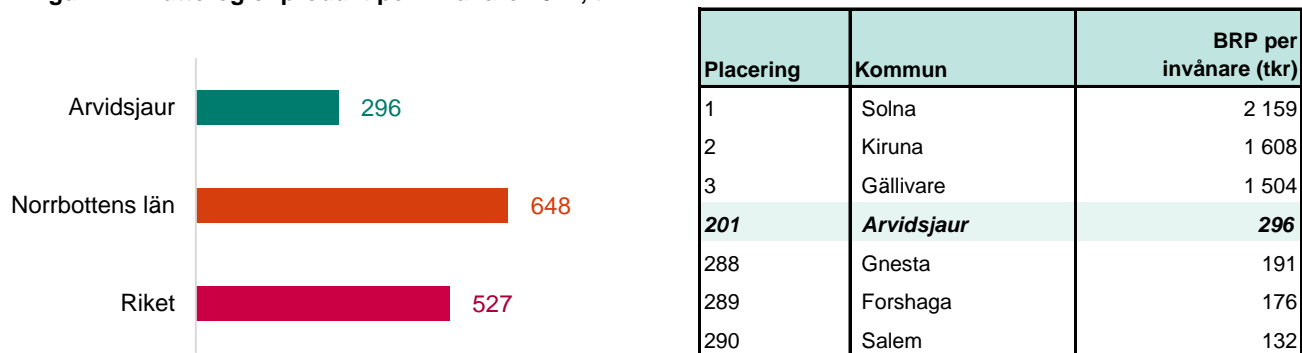 Arvidsjaur 296
Norrbottens län 648
Riket 527
Placering Kommun BRP per invånare (tkr)
1 Solna 2 159
2 Kiruna 1 608
3 Gällivare 1 504
201 Arvidsjaur 296
288 Gnesta 191
289 Forshaga 176
290 Salem 132